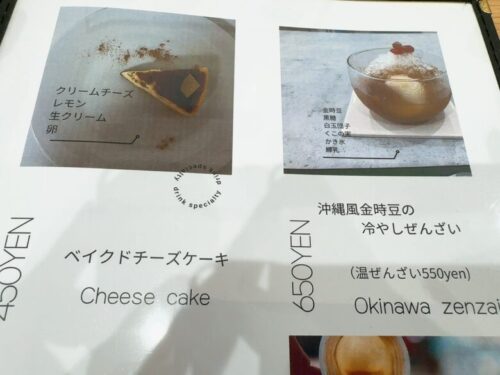 クリームチーズ
レモン
生クリーム
卵
drink specialty
450YEN
ベイクドチーズケーキ
Cheese cake
金時豆
黒糖
白玉団子
くこの実
かき氷
練乳
650YEN
沖縄風金時豆の
冷やしぜんざい
(温ぜんざい550yen)
Okinawa zenzai